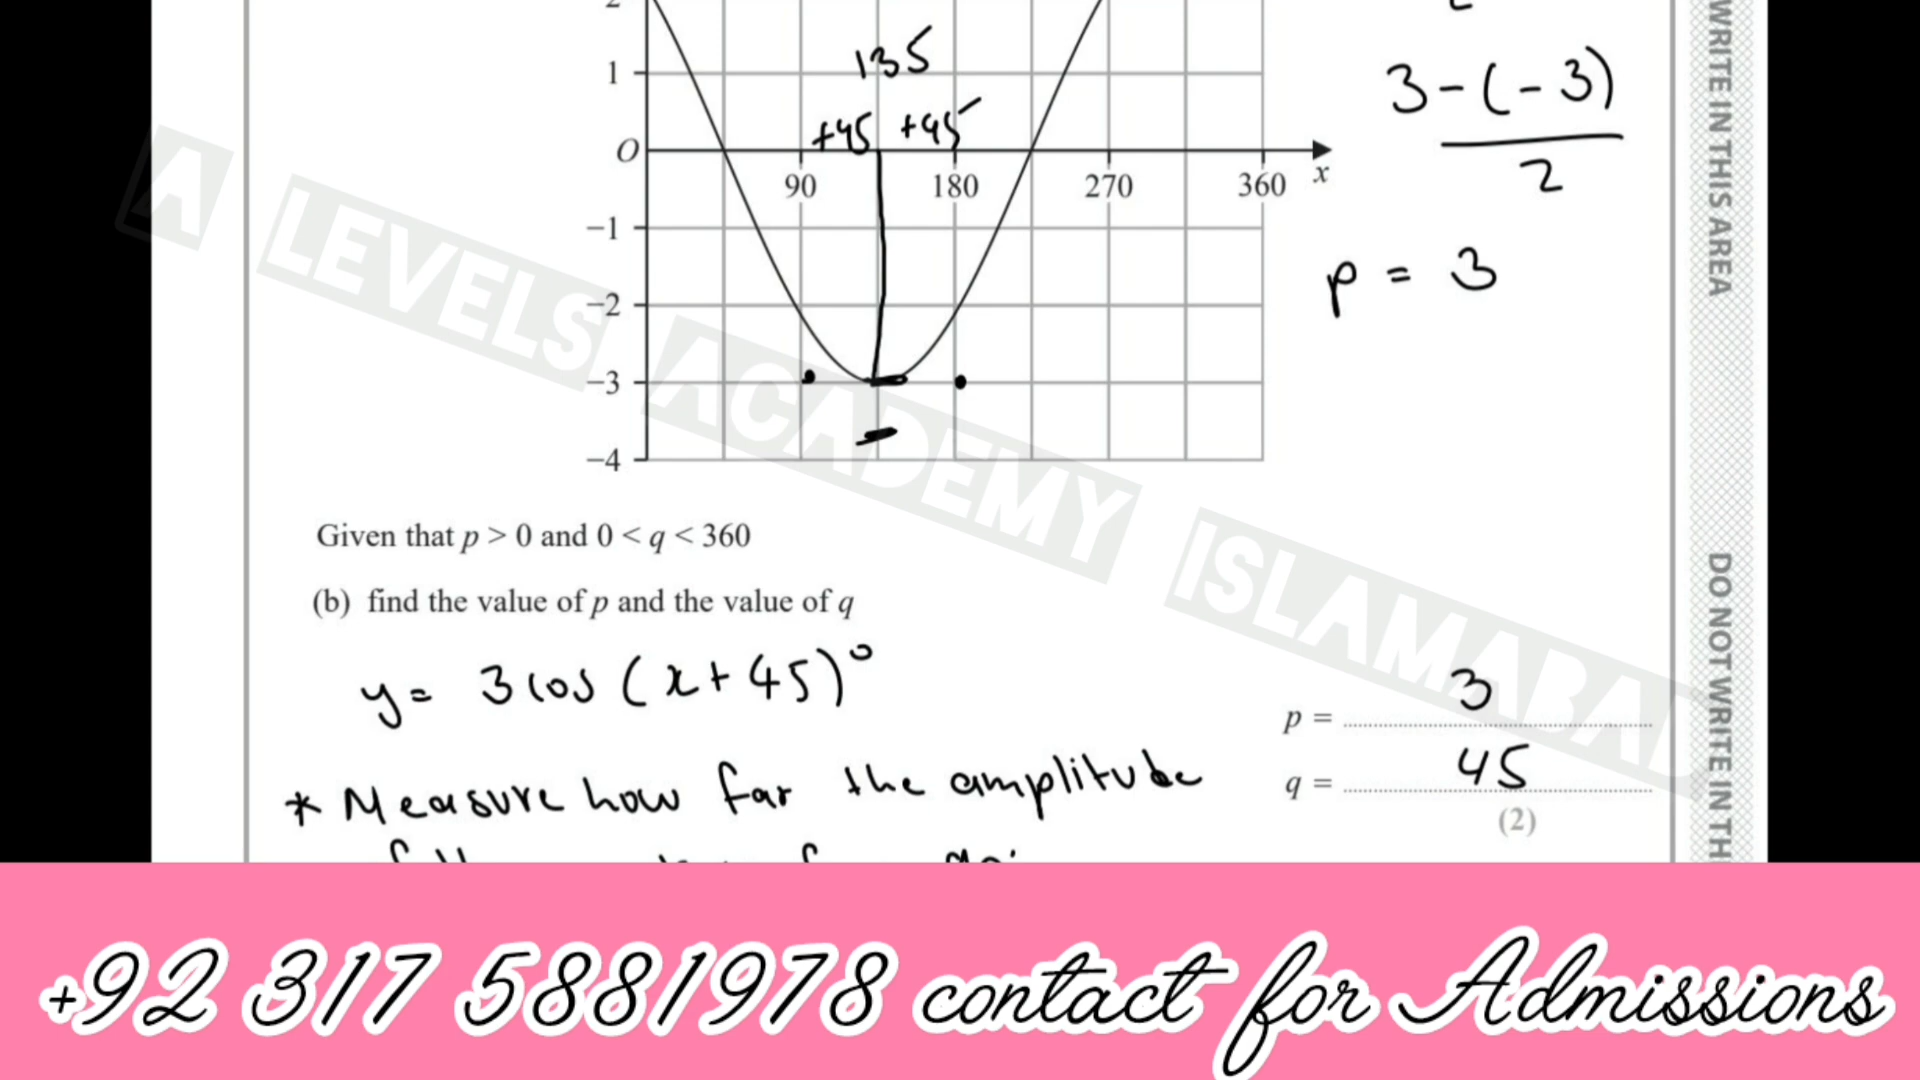 2
135
1
3-(-3)
2
+45 +45
O
90 180 270 360 x
-1
p = 3
-2
-3
-4
Given that p > 0 and 0 < q < 360
(b) find the value of p and the value of q
y = 3 cos (x + 45)°
p = 3
q = 45
(2)
* Measure how far the amplitube
WRITE IN THIS AREA
DO NOT WRITE IN TH
A LEVELS ACADEMY ISLAMABAD
+92 317 5881978 contact for Admissions